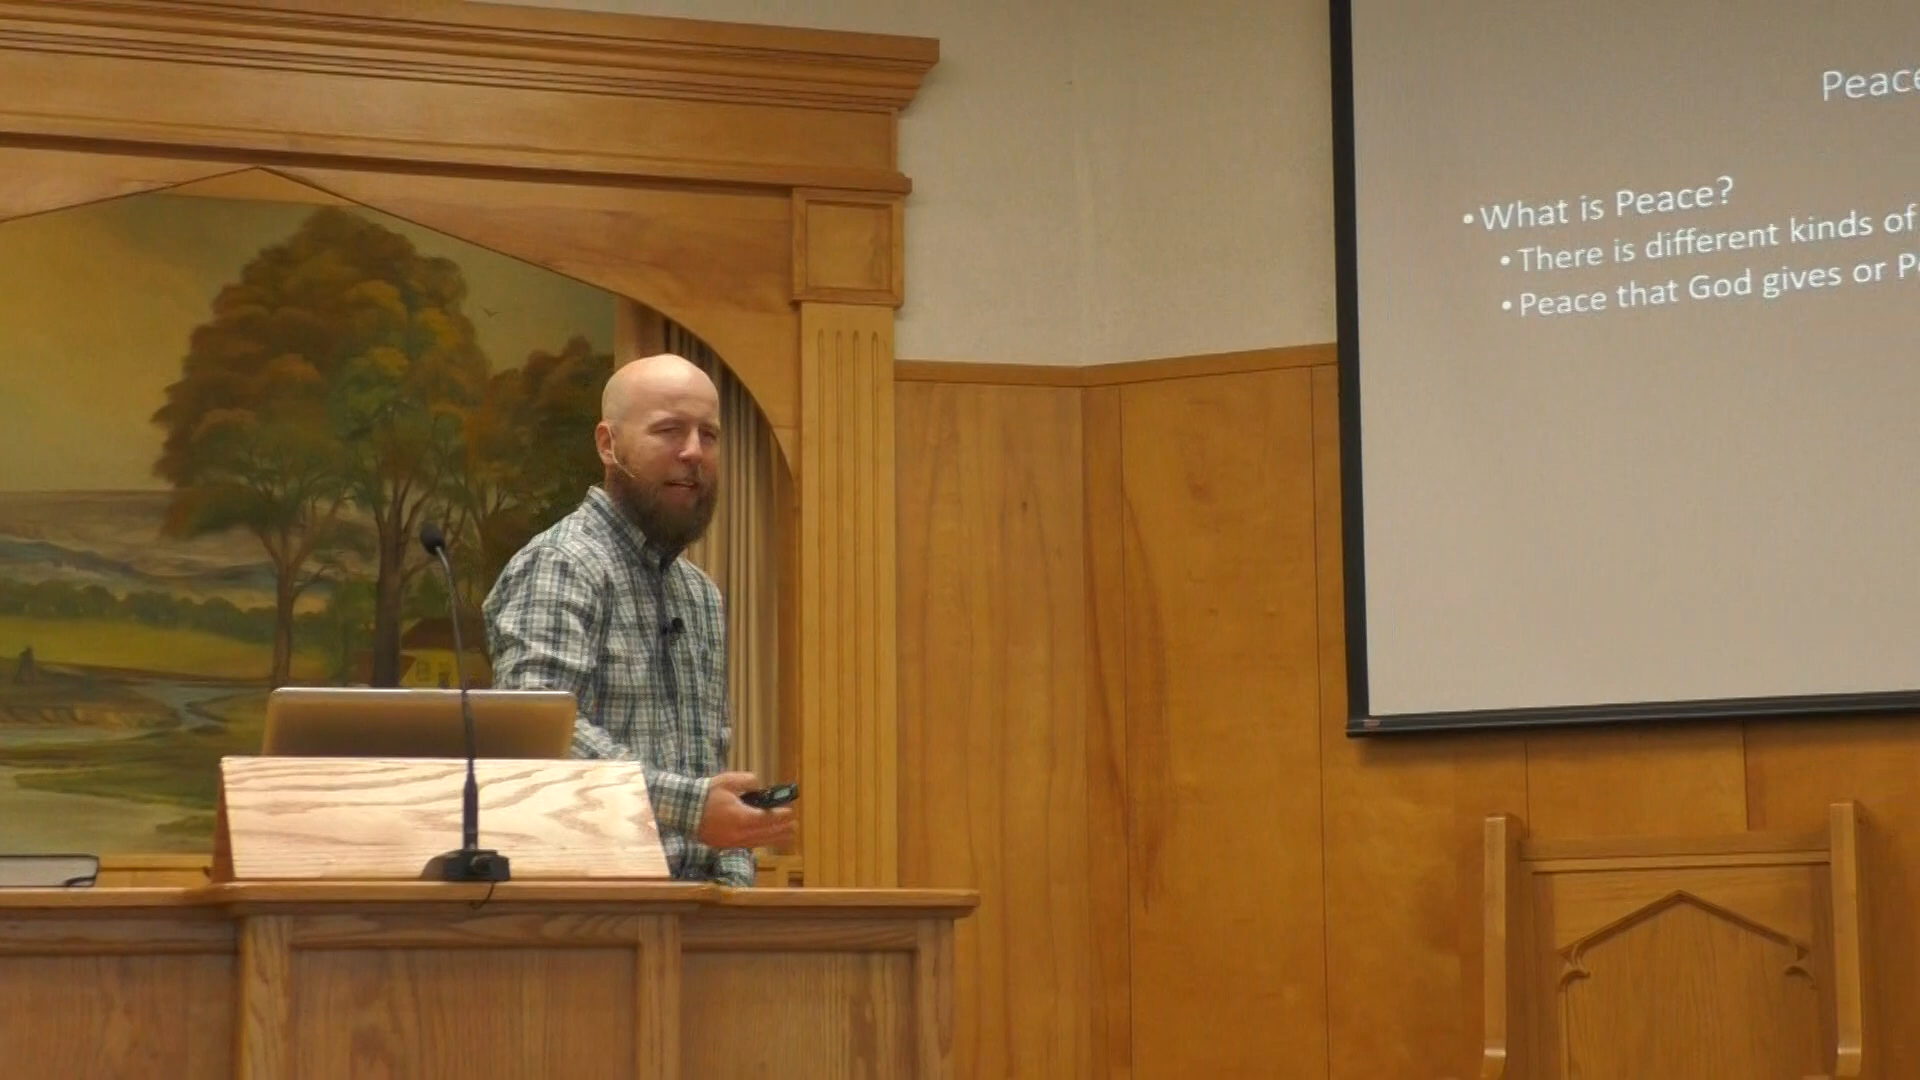 Peace
• What is Peace?
• There is different kinds of
• Peace that God gives or